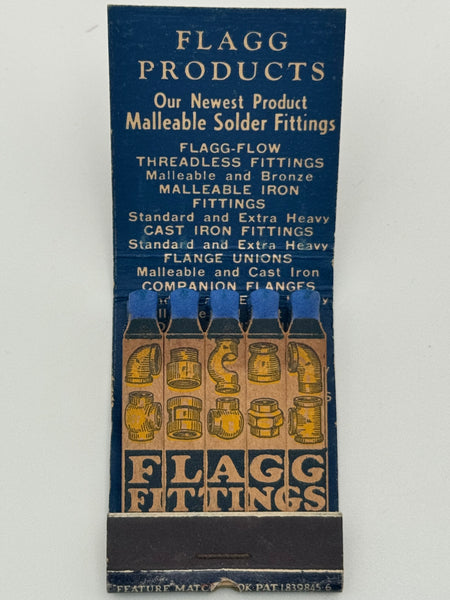 FLAGG
PRODUCTS
Our Newest Product
Malleable Solder Fittings
FLAGG-FLOW
THREADLESS FITTINGS
Malleable and Bronze
MALLEABLE IRON
FITTINGS
Standard and Extra Heavy
CAST IRON FITTINGS
Standard and Extra Heavy
FLANGE UNIONS
Malleable and Cast Iron
COMPANION FLANGES
FLAGG
FITTINGS
FEATURE MATCH PAT 1839845-6